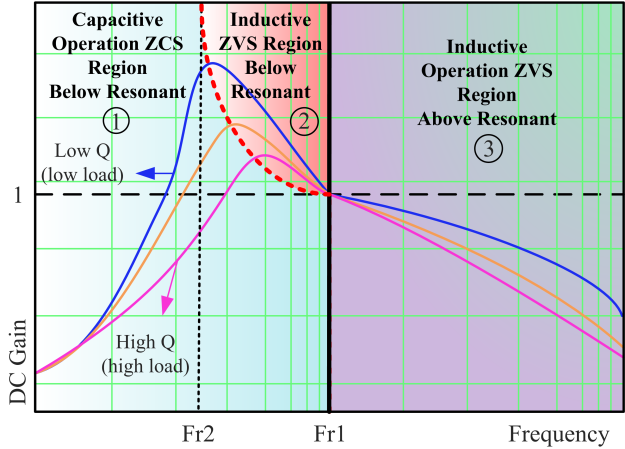 Capacitive
Operation ZCS
Region
Below Resonant
1
Inductive
ZVS Region
Below
Resonant
2
Inductive
Operation ZVS
Region
Above Resonant
3
Low Q
(low load)
1
High Q
(high load)
DC Gain
Fr2
Fr1
Frequency